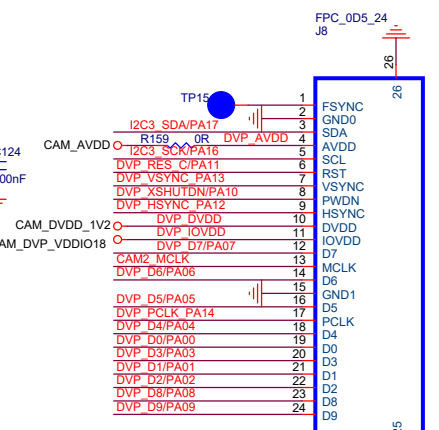 FPC_0D5_24
J8
26
26
TP15
1 FSYNC
2 GND0
I2C3_SDA/PA17 3 SDA
CAM_AVDD R159 0R DVP_AVDD 4 AVDD
I2C3_SCK/PA16 5 SCL
DVP_RES_C/PA11 6 RST
DVP_VSYNC_PA13 7 VSYNC
DVP_XSHUTDN/PA10 8 PWDN
DVP_HSYNC_PA12 9 HSYNC
CAM_DVDD_1V2 DVP_DVDD 10 DVDD
AM_DVP_VDDIO18 DVP_IOVDD 11 IOVDD
DVP_D7/PA07 12 D7
CAM2_MCLK 13 MCLK
DVP_D6/PA06 14 D6
15 GND1
DVP_D5/PA05 16 D5
DVP_PCLK_PA14 17 PCLK
DVP_D4/PA04 18 D4
DVP_D0/PA00 19 D0
DVP_D3/PA03 20 D3
DVP_D1/PA01 21 D1
DVP_D2/PA02 22 D2
DVP_D8/PA08 23 D8
DVP_D9/PA09 24 D9
124
00nF